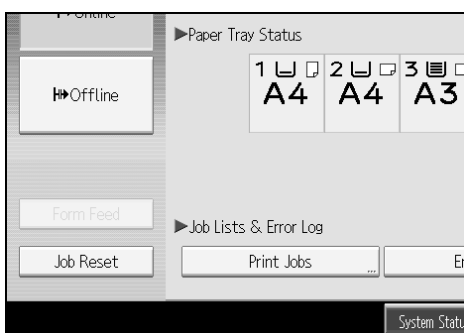 Offline
▶Paper Tray Status
1 2 3
A4 A4 A3
Form Feed
▶Job Lists & Error Log
Job Reset
Print Jobs ...
System Statu